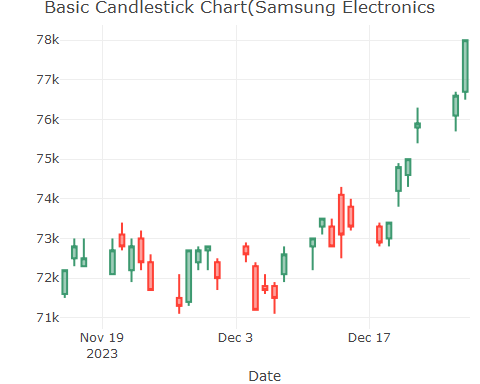 Basic Candlestick Chart(Samsung Electronics
78k
77k
76k
75k
74k
73k
72k
71k
Nov 19
2023
Dec 3
Dec 17
Date